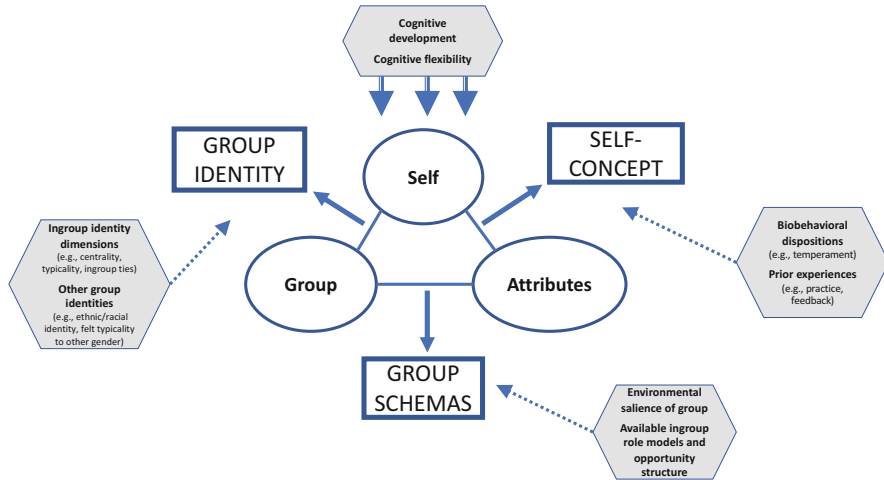 Cognitive
development
Cognitive flexibility
GROUP
IDENTITY
SELF-
CONCEPT
Self
Ingroup identity
dimensions
(e.g., centrality,
typicality, ingroup ties)
Other group
identities
(e.g., ethnic/racial
identity, felt typicality
to other gender)
Biobehavioral
dispositions
(e.g., temperament)
Prior experiences
(e.g., practice,
feedback)
Group
Attributes
GROUP
SCHEMAS
Environmental
salience of group
Available ingroup
role models and
opportunity
structure